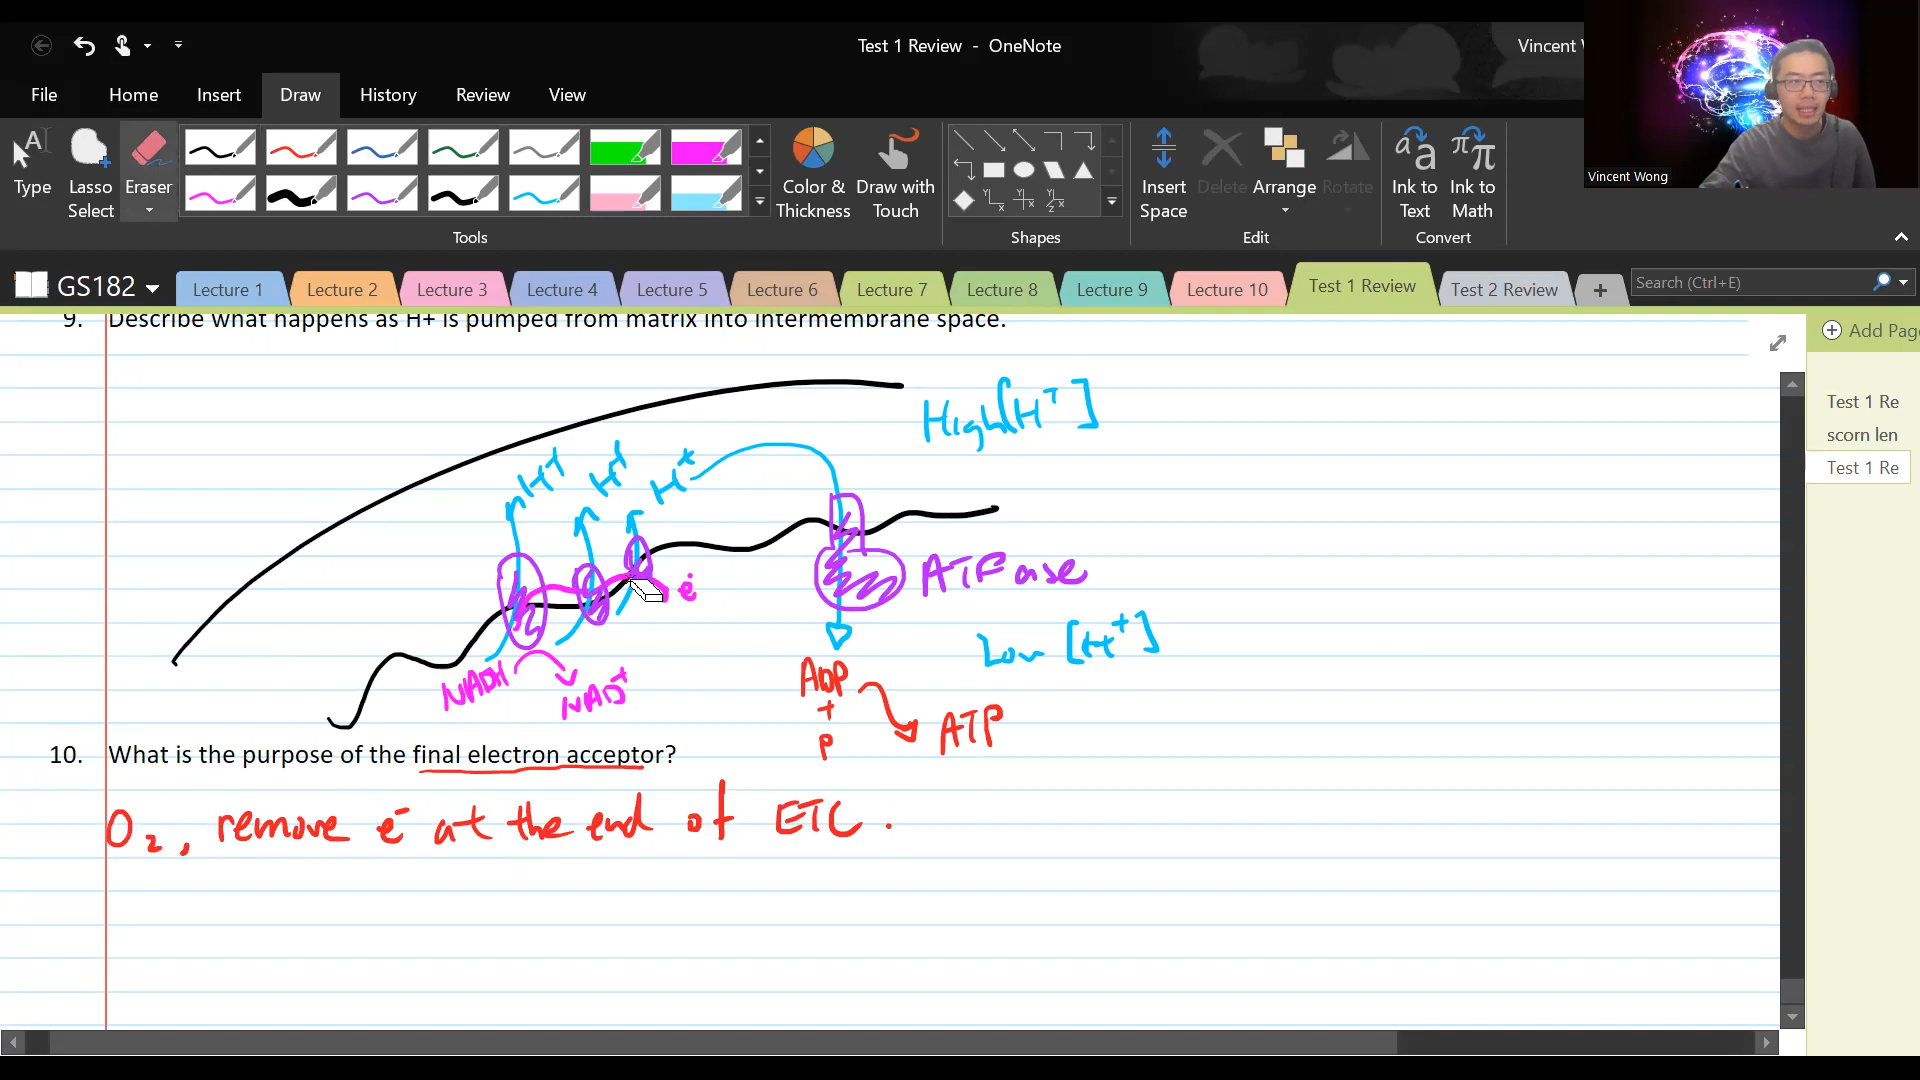 Test 1 Review - OneNote
Vincent W
File Home Insert Draw History Review View
Type
Lasso Select
Eraser
Color & Thickness
Draw with Touch
Insert Space
Delete
Arrange
Rotate
Ink to Text
Ink to Math
Tools
Shapes
Edit
Convert
Vincent Wong
GS182
Lecture 1 Lecture 2 Lecture 3 Lecture 4 Lecture 5 Lecture 6 Lecture 7 Lecture 8 Lecture 9 Lecture 10 Test 1 Review Test 2 Review
Search (Ctrl+E)
Add Pag
Test 1 Re
scorn len
Test 1 Re
9. Describe what happens as H+ is pumped from matrix into intermembrane space.
High [H+]
H+ H+ H+
e-
ATPase
Low [H+]
NADH
NAD+
ADP
+
P
ATP
10. What is the purpose of the final electron acceptor?
O2, remove e- at the end of ETC.